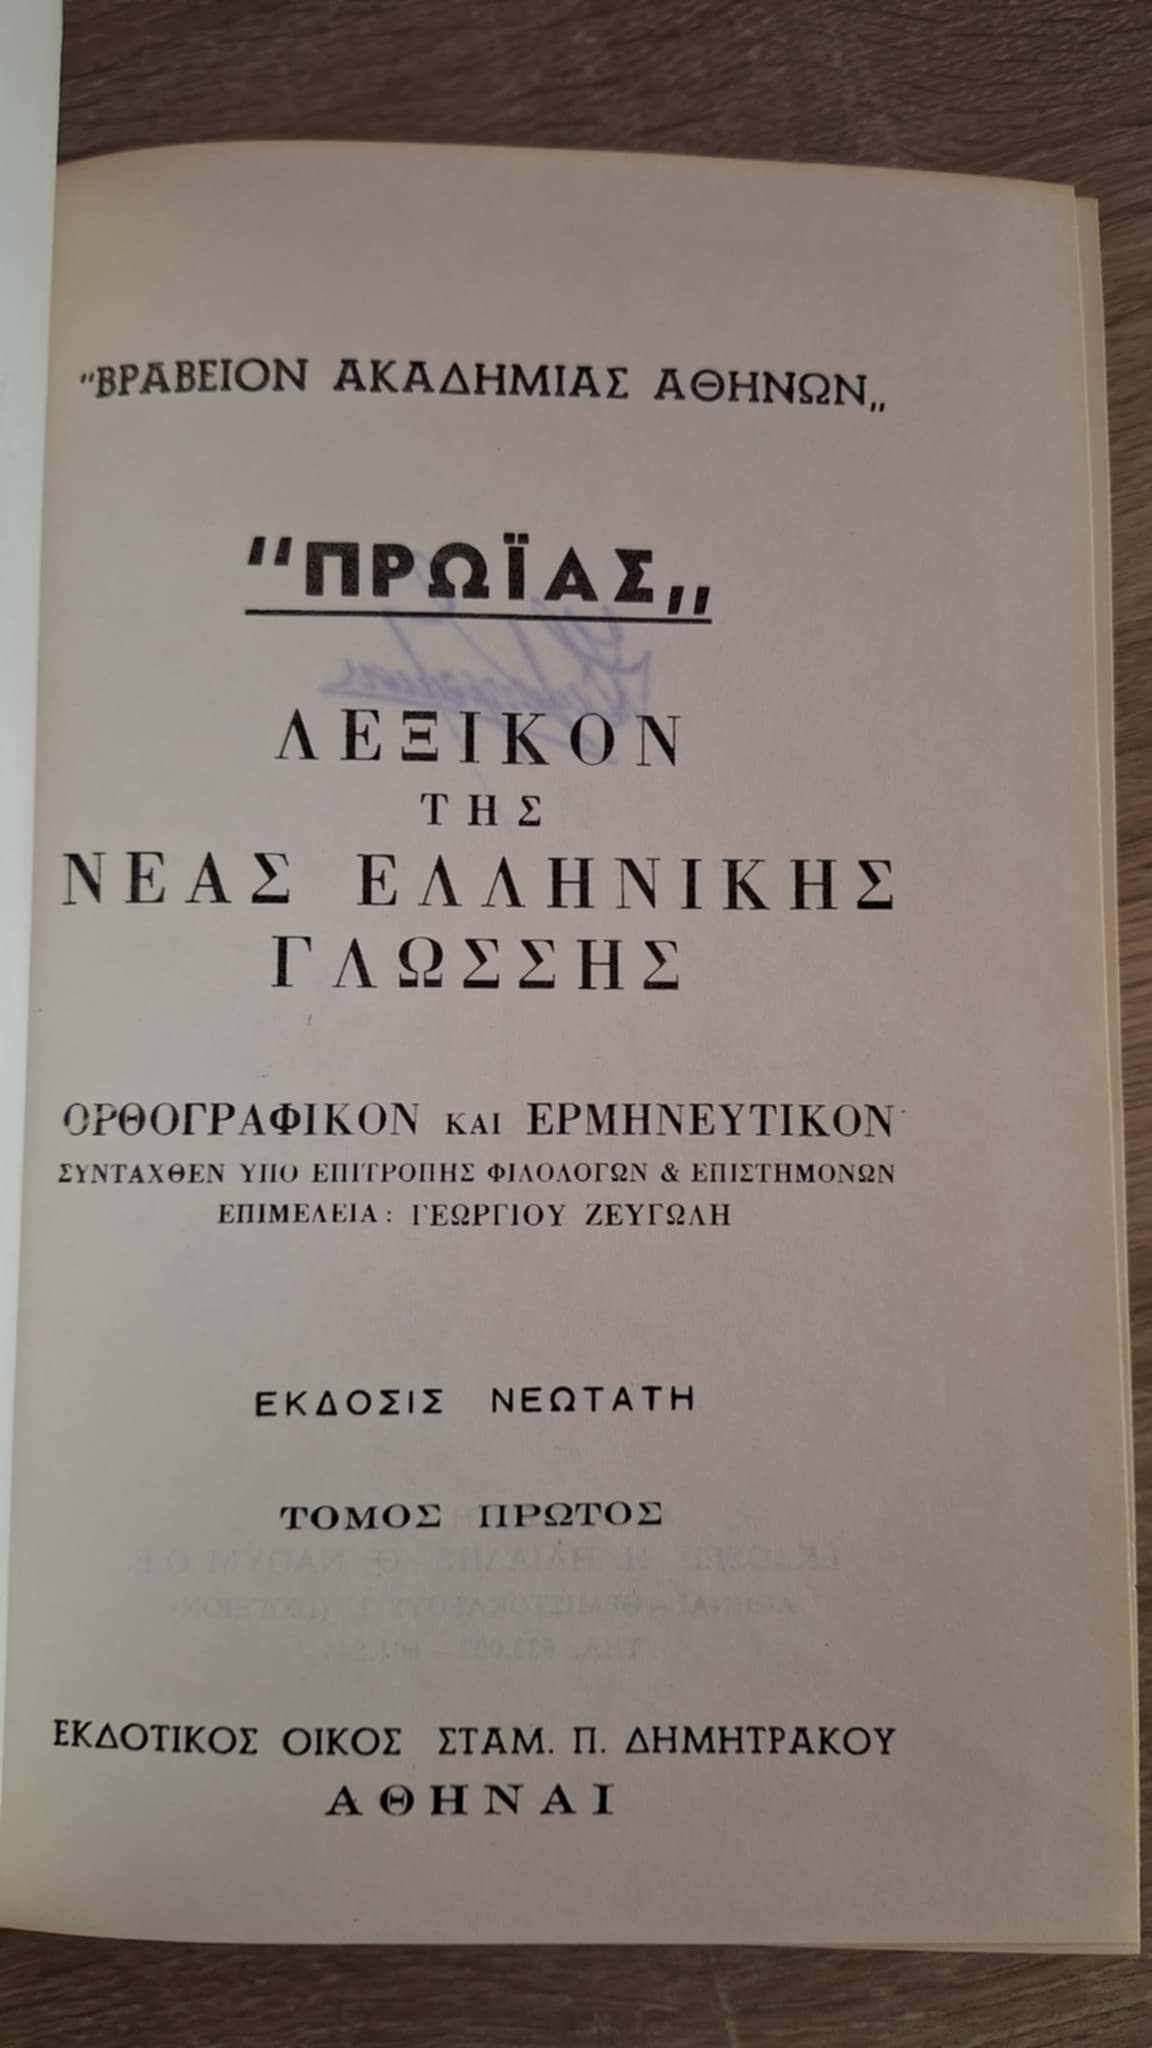 "ΒΡΑΒΕΙΟΝ ΑΚΑΔΗΜΙΑΣ ΑΘΗΝΩΝ„
"ΠΡΩΪΑΣ„
ΛΕΞΙΚΟΝ
ΤΗΣ
ΝΕΑΣ ΕΛΛΗΝΙΚΗΣ
ΓΛΩΣΣΗΣ
ΟΡΘΟΓΡΑΦΙΚΟΝ ΚΑΙ ΕΡΜΗΝΕΥΤΙΚΟΝ
ΣΥΝΤΑΧΘΕΝ ΥΠΟ ΕΠΙΤΡΟΠΗΣ ΦΙΛΟΛΟΓΩΝ & ΕΠΙΣΤΗΜΟΝΩΝ
ΕΠΙΜΕΛΕΙΑ: ΓΕΩΡΓΙΟΥ ΖΕΥΓΩΛΗ
ΕΚΔΟΣΙΣ ΝΕΩΤΑΤΗ
ΤΟΜΟΣ ΠΡΩΤΟΣ
ΕΚΔΟΤΙΚΟΣ ΟΙΚΟΣ ΣΤΑΜ. Π. ΔΗΜΗΤΡΑΚΟΥ
ΑΘΗΝΑΙ